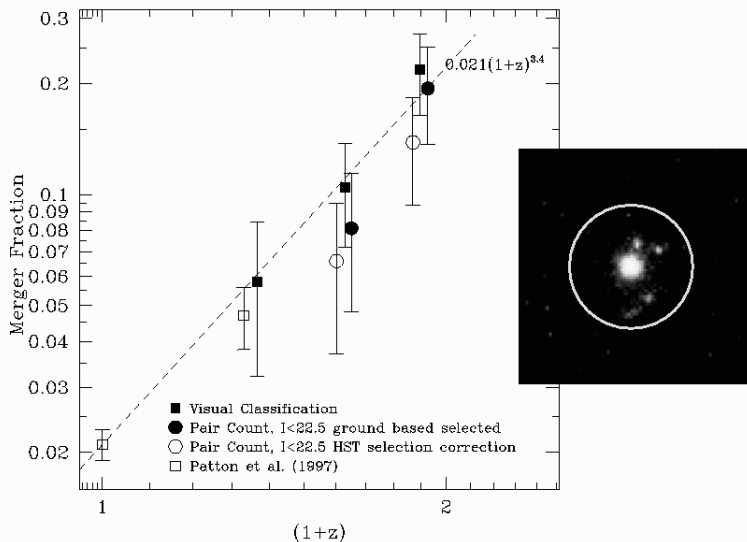 0.3
0.2
0.1
0.09
0.08
0.07
0.06
0.05
0.04
0.03
0.02
Merger Fraction
0.021(1+z)^3.4
Visual Classification
Pair Count, I<22.5 ground based selected
Pair Count, I<22.5 HST selection correction
Patton et al. (1997)
1
2
(1+z)